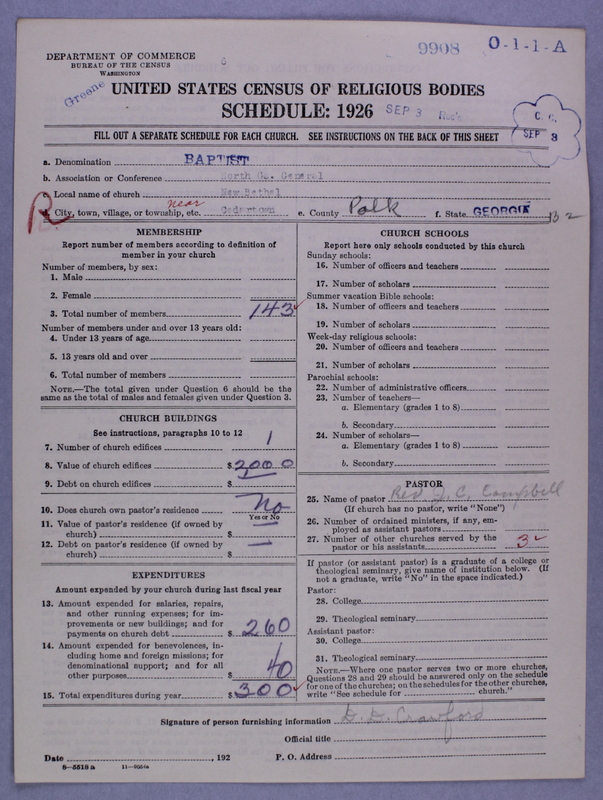 9908 O-1-1-A
DEPARTMENT OF COMMERCE
BUREAU OF THE CENSUS
WASHINGTON
Greene
UNITED STATES CENSUS OF RELIGIOUS BODIES
SCHEDULE: 1926
SEP 3
C. C.
SEP 3
FILL OUT A SEPARATE SCHEDULE FOR EACH CHURCH. SEE INSTRUCTIONS ON THE BACK OF THIS SHEET
a. Denomination BAPTIST
b. Association or Conference North Ga. General
c. Local name of church New Bethel
R
near
d. City, town, village, or township, etc. Cedartown e. County Polk f. State GEORGIA
MEMBERSHIP
Report number of members according to definition of
member in your church
Number of members, by sex:
1. Male
2. Female
3. Total number of members 143
Number of members under and over 13 years old:
4. Under 13 years of age
5. 13 years old and over
6. Total number of members
NOTE.—The total given under Question 6 should be the
same as the total of males and females given under Question 3.
CHURCH BUILDINGS
See instructions, paragraphs 10 to 12
7. Number of church edifices 1
8. Value of church edifices $2,000 0
9. Debt on church edifices $
10. Does church own pastor's residence No
Yes or No
11. Value of pastor's residence (if owned by
church) $ —
12. Debt on pastor's residence (if owned by
church) $ —
EXPENDITURES
Amount expended by your church during last fiscal year
13. Amount expended for salaries, repairs,
and other running expenses; for im-
provements or new buildings; and for
payments on church debt $ 260
14. Amount expended for benevolences, in-
cluding home and foreign missions; for
denominational support; and for all
other purposes $ 40
15. Total expenditures during year $ 300
CHURCH SCHOOLS
Report here only schools conducted by this church
Sunday schools:
16. Number of officers and teachers
17. Number of scholars
Summer vacation Bible schools:
18. Number of officers and teachers
19. Number of scholars
Week-day religious schools:
20. Number of officers and teachers
21. Number of scholars
Parochial schools:
22. Number of administrative officers
23. Number of teachers—
a. Elementary (grades 1 to 8)
b. Secondary
24. Number of scholars—
a. Elementary (grades 1 to 8)
b. Secondary
PASTOR
25. Name of pastor Rev J. C. Campbell
(If church has no pastor, write "None")
26. Number of ordained ministers, if any, em-
ployed as assistant pastors
27. Number of other churches served by the
pastor or his assistants 3
If pastor (or assistant pastor) is a graduate of a college or
theological seminary, give name of institution below. (If
not a graduate, write "No" in the space indicated.)
Pastor:
28. College
29. Theological seminary
Assistant pastor:
30. College
31. Theological seminary
NOTE.—Where one pastor serves two or more churches,
Questions 28 and 29 should be answered only on the schedule
for one of the churches; on the schedules for the other churches,
write "See schedule for church."
Signature of person furnishing information D. D. Crawford
Official title
Date , 192 P. O. Address
8—5518 a